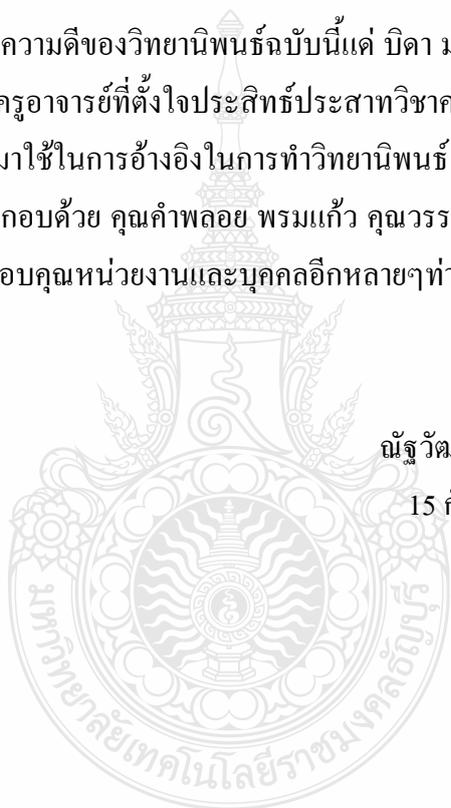 ความดีของวิทยานิพนธ์ฉบับนี้แด่ บิดา ม
ครูอาจารย์ที่ตั้งใจประสิทธ์ประสาทวิชาค
มาใช้ในการอ้างอิงในการทำวิทยานิพนธ์
กอบด้วย คุณคำพลอย พรมแก้ว คุณวรร
อบคุณหน่วยงานและบุคคลอีกหลายๆท่า
ณัฐวัฒ
15 ก
มหาวิทยาลัยเทคโนโลยีราชมงคลธัญบุรี